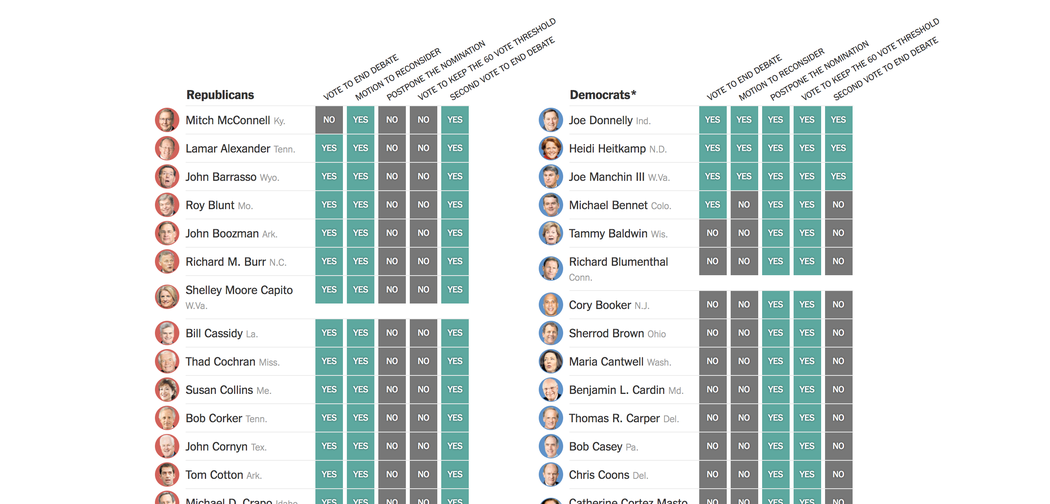 VOTE TO END DEBATE
MOTION TO RECONSIDER
POSTPONE THE NOMINATION
VOTE TO KEEP THE 60 VOTE THRESHOLD
SECOND VOTE TO END DEBATE
Republicans
Mitch McConnell Ky. NO YES NO NO YES
Lamar Alexander Tenn. YES YES NO NO YES
John Barrasso Wyo. YES YES NO NO YES
Roy Blunt Mo. YES YES NO NO YES
John Boozman Ark. YES YES NO NO YES
Richard M. Burr N.C. YES YES NO NO YES
Shelley Moore Capito YES YES NO NO YES
W.Va.
Bill Cassidy La. YES YES NO NO YES
Thad Cochran Miss. YES YES NO NO YES
Susan Collins Me. YES YES NO NO YES
Bob Corker Tenn. YES YES NO NO YES
John Cornyn Tex. YES YES NO NO YES
Tom Cotton Ark. YES YES NO NO YES
Michael D. Crapo Idaho YES YES NO NO YES
VOTE TO END DEBATE
MOTION TO RECONSIDER
POSTPONE THE NOMINATION
VOTE TO KEEP THE 60 VOTE THRESHOLD
SECOND VOTE TO END DEBATE
Democrats*
Joe Donnelly Ind. YES YES YES YES YES
Heidi Heitkamp N.D. YES YES YES YES YES
Joe Manchin III W.Va. YES YES YES YES YES
Michael Bennet Colo. YES NO YES YES NO
Tammy Baldwin Wis. NO NO YES YES NO
Richard Blumenthal NO NO YES YES NO
Conn.
Cory Booker N.J. NO NO YES YES NO
Sherrod Brown Ohio NO NO YES YES NO
Maria Cantwell Wash. NO NO YES YES NO
Benjamin L. Cardin Md. NO NO YES YES NO
Thomas R. Carper Del. NO NO YES YES NO
Bob Casey Pa. NO NO YES YES NO
Chris Coons Del. NO NO YES YES NO
Catherine Cortez Masto NO NO YES YES NO